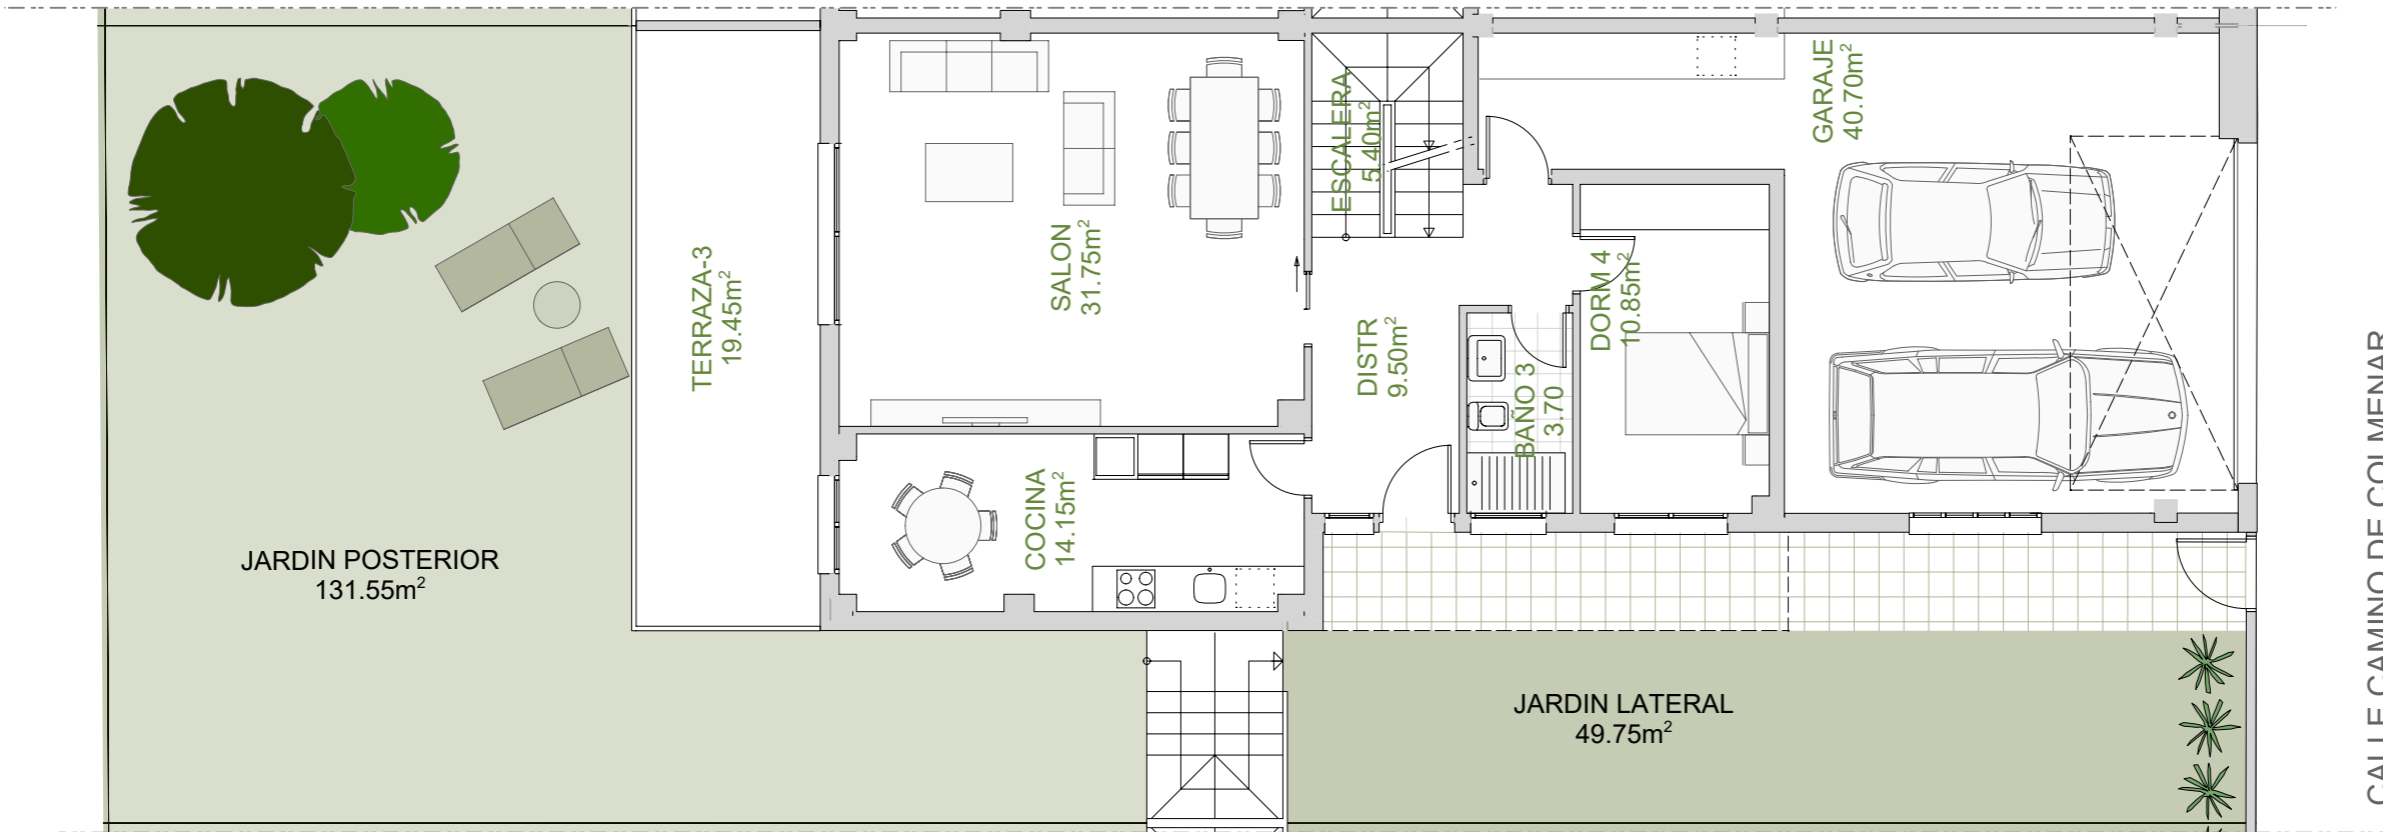 JARDIN POSTERIOR
131.55m²
TERRAZA-3
19.45m²
SALON
31.75m²
COCINA
14.15m²
ESCALERA
5.40m²
DISTR
9.50m²
BAÑO 3
3.70
DORM 4
10.85m²
GARAJE
40.70m²
JARDIN LATERAL
49.75m²
CALLE CAMINO DE COLMENAR